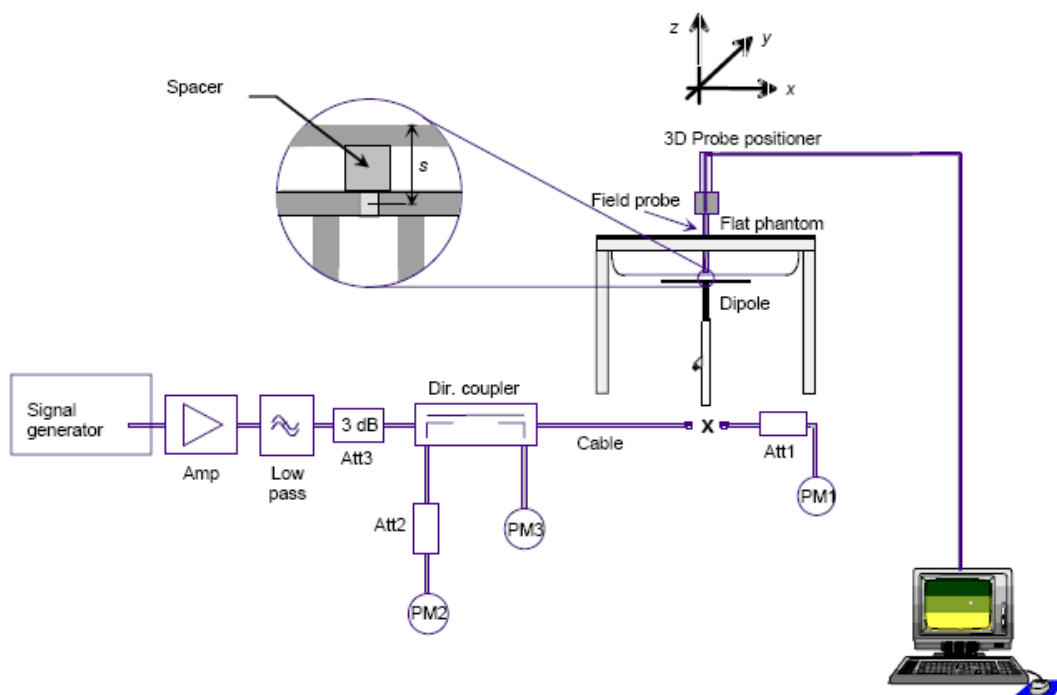 z
y
x
Spacer
s
3D Probe positioner
Field probe
Flat phantom
Dipole
Dir. coupler
Signal
generator
3 dB
X
Cable
Att1
Amp
Low
pass
Att3
PM1
Att2
PM3
PM2